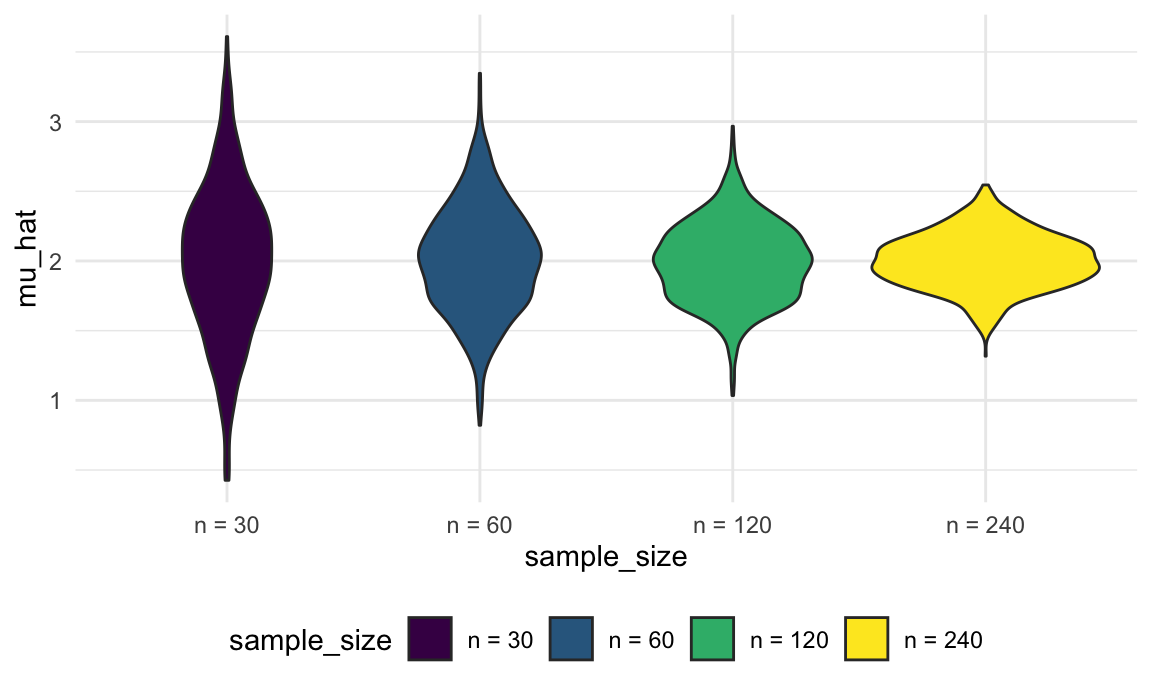 mu_hat
3
2
1
n = 30 n = 60 n = 120 n = 240
sample_size
sample_size n = 30 n = 60 n = 120 n = 240